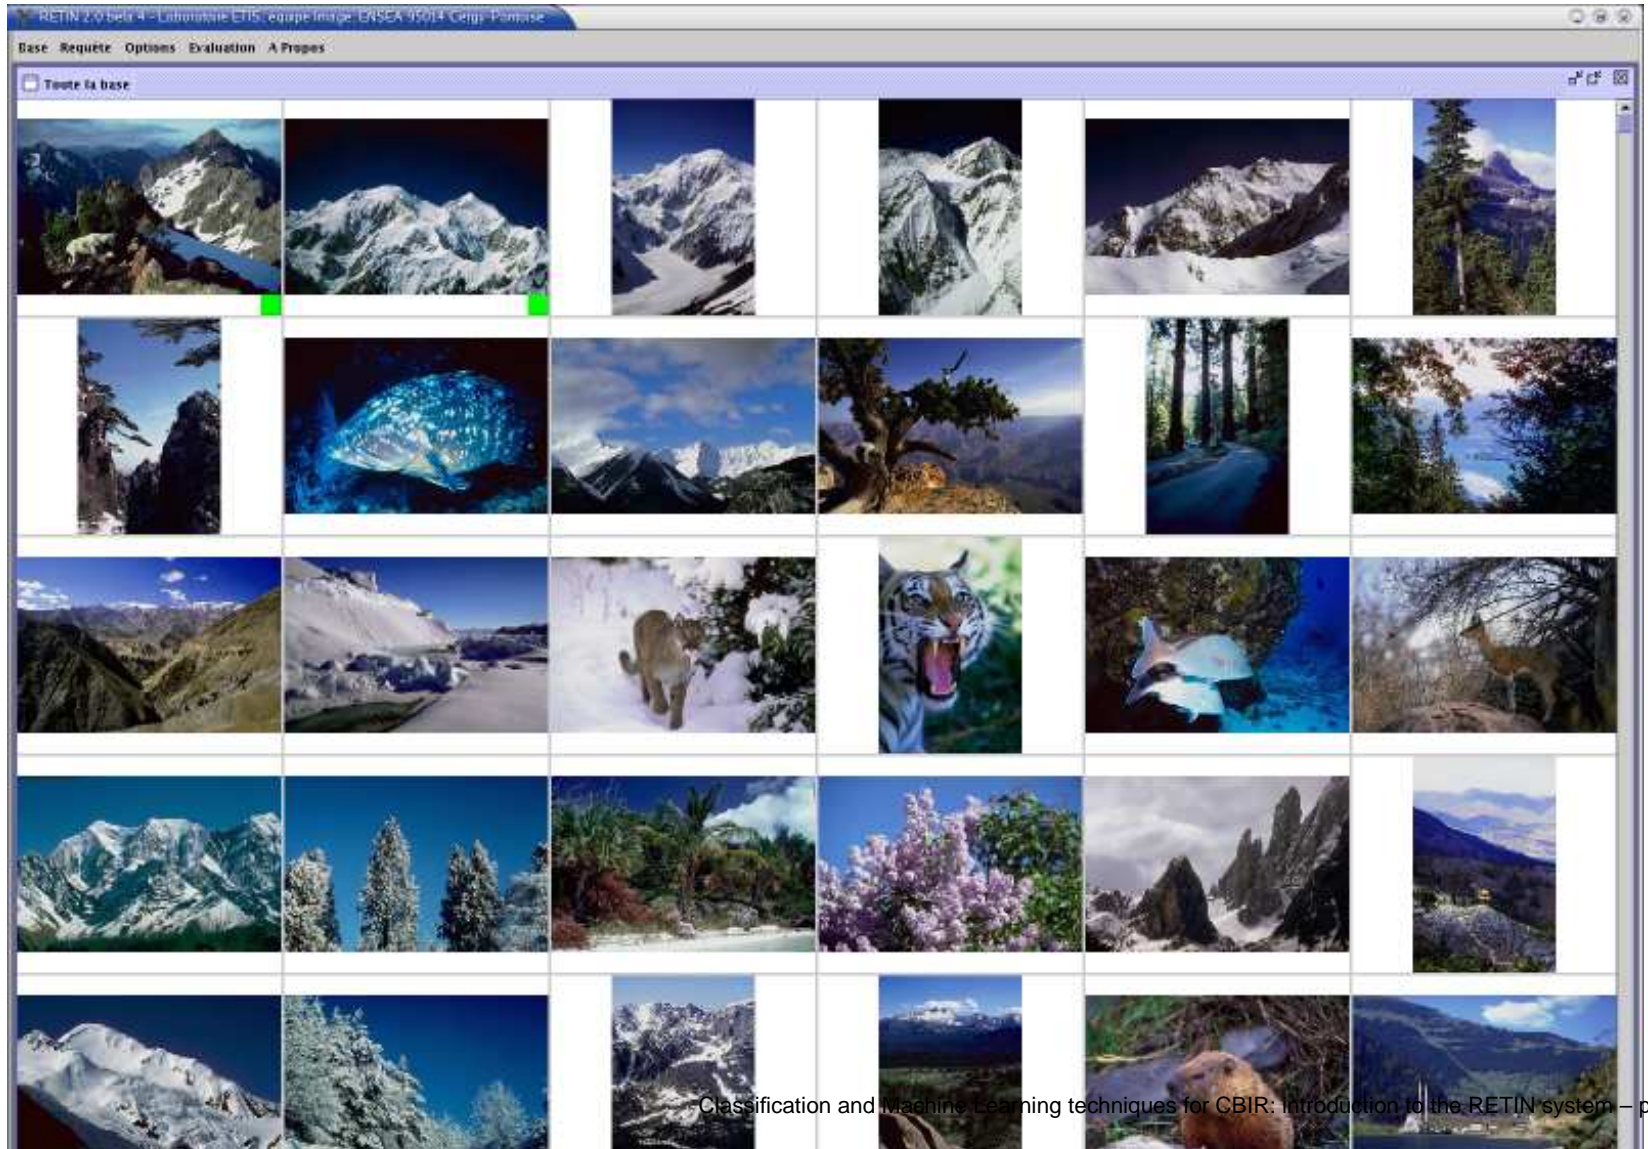 RETIN 2.0 beta 4 - Laboratoire ETIS, equipe Image, ENSEA 95014 Cergy-Pontoise
Base Requête Options Evaluation A Propos
Toute la base
Classification and Machine Learning techniques for CBIR: introduction to the RETIN system – p